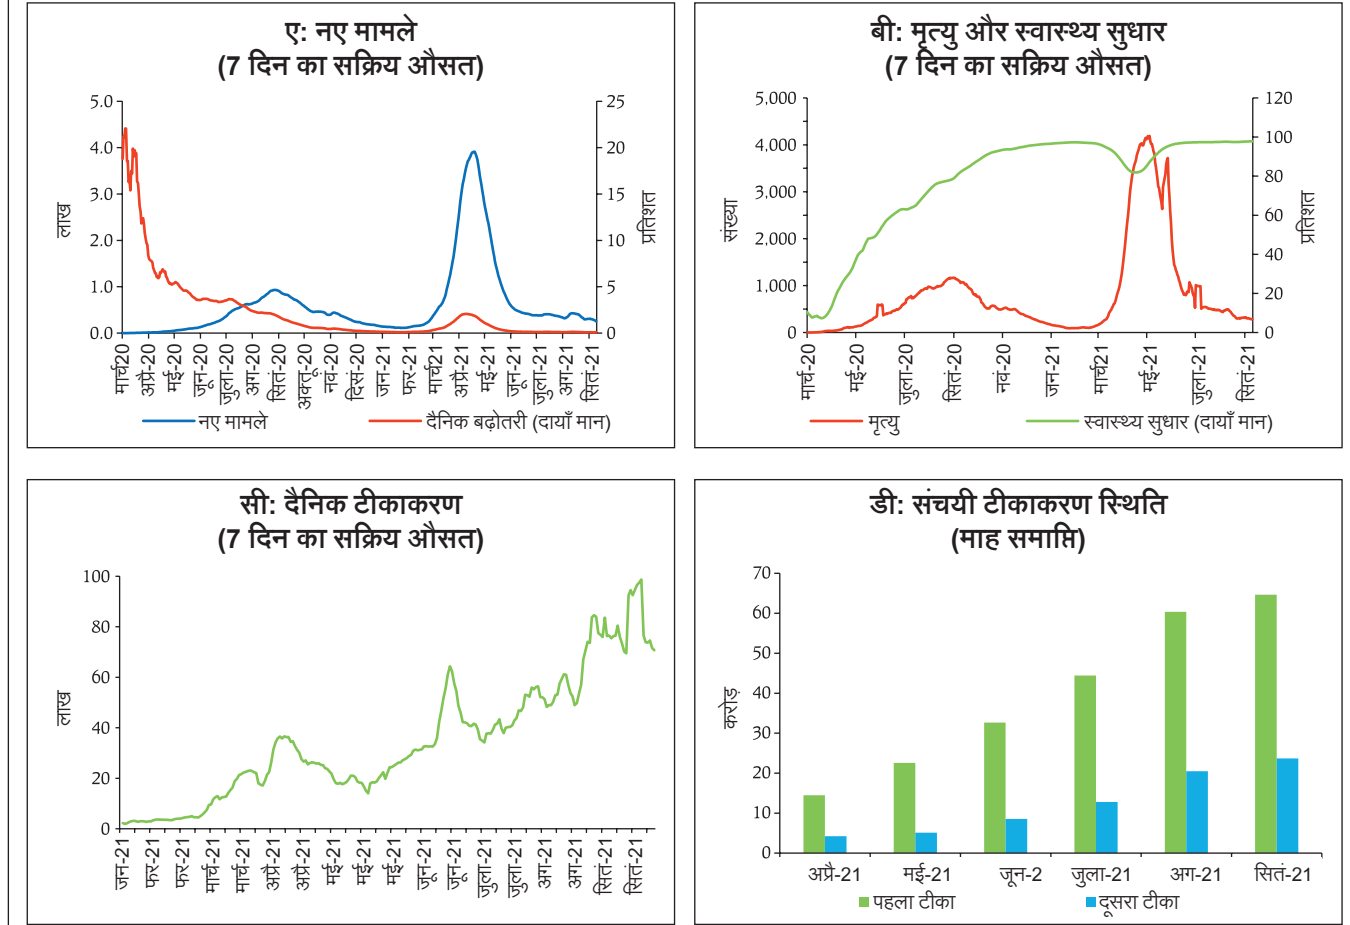 ए: नए मामले
(7 दिन का सक्रिय औसत)
5.0
4.0
3.0
2.0
1.0
0.0
लाख
25
20
15
10
5
0
प्रतिशत
मार्च-20
अप्रै-20
मई-20
जून-20
जुला-20
अग-20
सितं-20
अक्तू-20
नवं-20
दिसं-20
जन-21
फर-21
मार्च-21
अप्रै-21
मई-21
जून-21
जुला-21
अग-21
सितं-21
नए मामले
दैनिक बढ़ोतरी (दायाँ मान)
बी: मृत्यु और स्वास्थ्य सुधार
(7 दिन का सक्रिय औसत)
5,000
4,000
3,000
2,000
1,000
0
संख्या
120
100
80
60
40
20
0
प्रतिशत
मार्च-20
मई-20
जुला-20
सितं-20
नवं-20
जन-21
मार्च-21
मई-21
जुला-21
सितं-21
मृत्यु
स्वास्थ्य सुधार (दायाँ मान)
सी: दैनिक टीकाकरण
(7 दिन का सक्रिय औसत)
100
80
60
40
20
0
लाख
जन-21
फर-21
फर-21
मार्च-21
मार्च-21
अप्रै-21
अप्रै-21
मई-21
मई-21
मई-21
जून-21
जून-21
जुला-21
जुला-21
अग-21
अग-21
सितं-21
सितं-21
डी: संचयी टीकाकरण स्थिति
(माह समाप्ति)
70
60
50
40
30
20
10
0
करोड़
अप्रै-21
मई-21
जून-2
जुला-21
अग-21
सितं-21
पहला टीका
दूसरा टीका